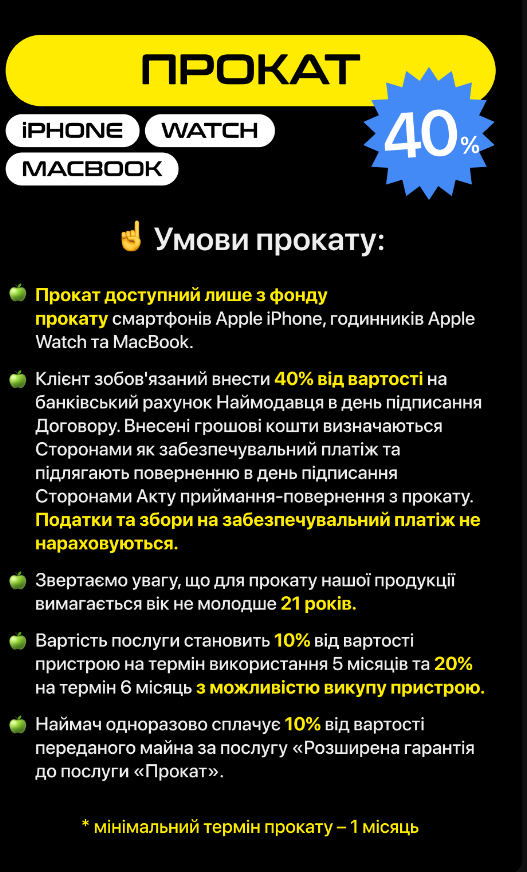 ПРОКАТ
iPHONE WATCH
MACBOOK
40%
Умови прокату:
Прокат доступний лише з фонду
прокату смартфонів Apple iPhone, годинників Apple
Watch та MacBook.
Клієнт зобов'язаний внести 40% від вартості на
банківський рахунок Наймодавця в день підписання
Договору. Внесені грошові кошти визначаються
Сторонами як забезпечувальний платіж та
підлягають поверненню в день підписання
Сторонами Акту приймання-повернення з прокату.
Податки та збори на забезпечувальний платіж не
нараховуються.
Звертаємо увагу, що для прокату нашої продукції
вимагається вік не молодше 21 років.
Вартість послуги становить 10% від вартості
пристрою на термін використання 5 місяців та 20%
на термін 6 місяць з можливістю викупу пристрою.
Наймач одноразово сплачує 10% від вартості
переданого майна за послугу «Розширена гарантія
до послуги «Прокат».
* мінімальний термін прокату – 1 місяць